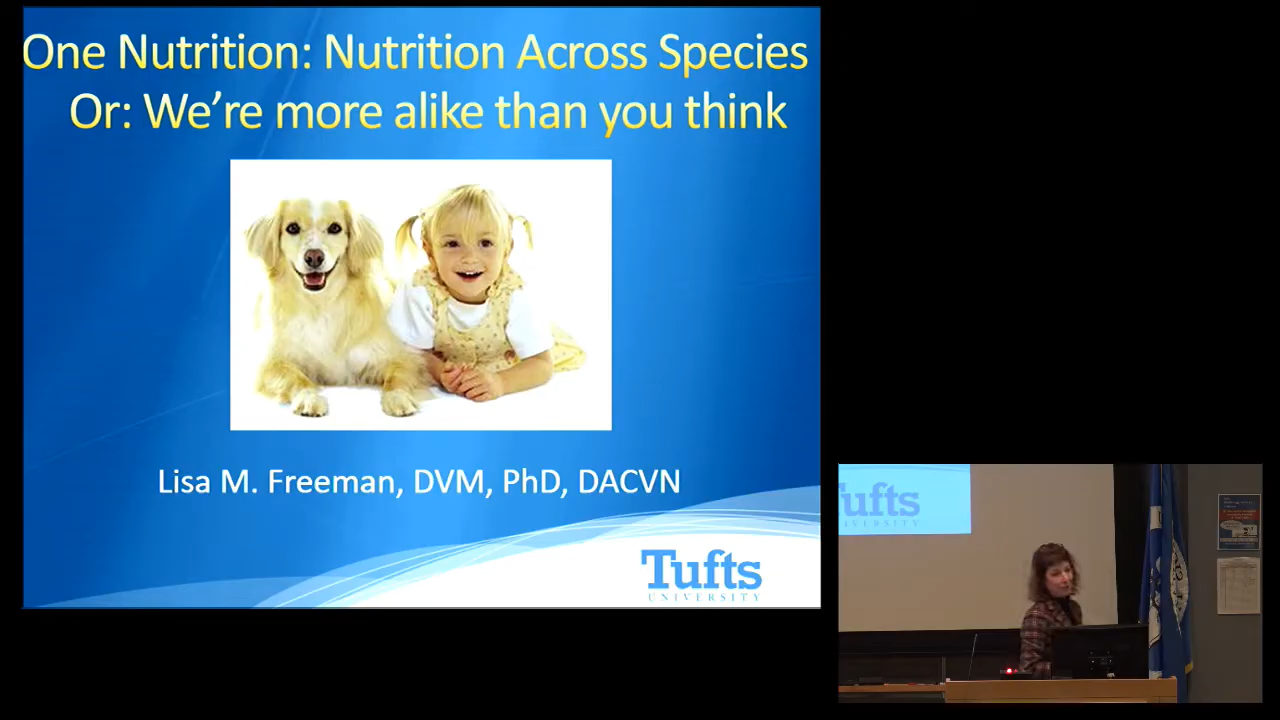 One Nutrition: Nutrition Across Species
Or: We're more alike than you think
Lisa M. Freeman, DVM, PhD, DACVN
Tufts
UNIVERSITY
Tufts
UNIVERSITY